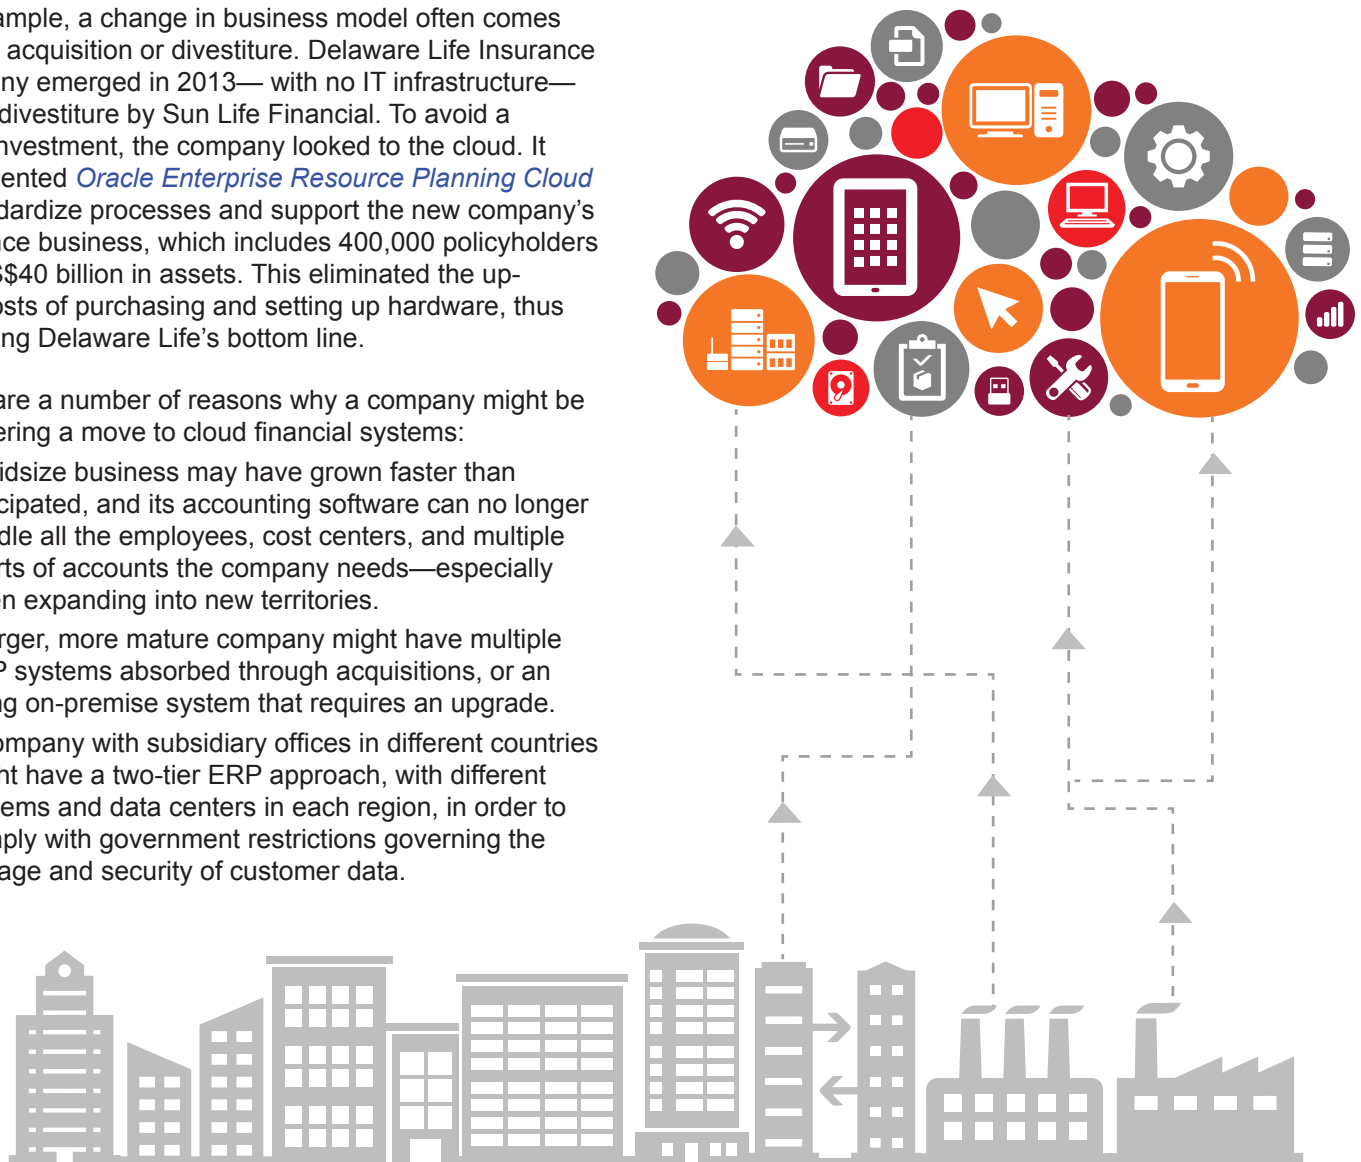 ample, a change in business model often comes
acquisition or divestiture. Delaware Life Insurance
ny emerged in 2013— with no IT infrastructure—
divestiture by Sun Life Financial. To avoid a
nvestment, the company looked to the cloud. It
ented Oracle Enterprise Resource Planning Cloud
dardize processes and support the new company’s
nce business, which includes 400,000 policyholders
S$40 billion in assets. This eliminated the up-
osts of purchasing and setting up hardware, thus
ing Delaware Life’s bottom line.
are a number of reasons why a company might be
ering a move to cloud financial systems:
idsize business may have grown faster than
cipated, and its accounting software can no longer
dle all the employees, cost centers, and multiple
rts of accounts the company needs—especially
en expanding into new territories.
rger, more mature company might have multiple
P systems absorbed through acquisitions, or an
ng on-premise system that requires an upgrade.
ompany with subsidiary offices in different countries
ht have a two-tier ERP approach, with different
ems and data centers in each region, in order to
ply with government restrictions governing the
age and security of customer data.